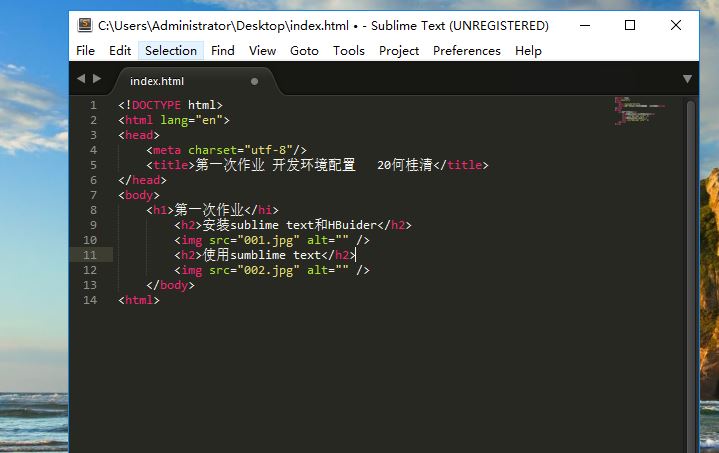 C:\Users\Administrator\Desktop\index.html • - Sublime Text (UNREGISTERED)
File Edit Selection Find View Goto Tools Project Preferences Help
index.html
1 <!DOCTYPE html>
2 <html lang="en">
3 <head>
4 <meta charset="utf-8"/>
5 <title>第一次作业 开发环境配置 20何桂清</title>
6 </head>
7 <body>
8 <h1>第一次作业</hi>
9 <h2>安装sublime text和HBuider</h2>
10 <img src="001.jpg" alt="" />
11 <h2>使用sumblime text</h2>
12 <img src="002.jpg" alt="" />
13 </body>
14 <html>